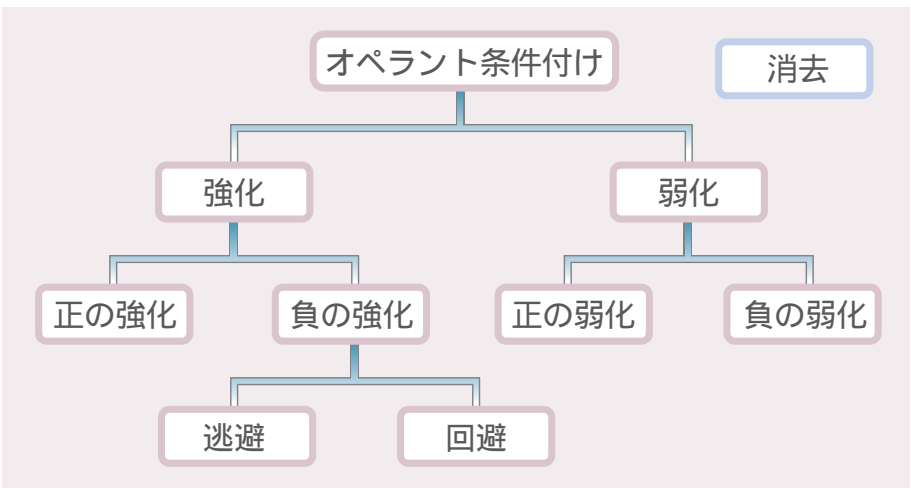 オペラント条件付け
消去
強化
弱化
正の強化
負の強化
正の弱化
負の弱化
逃避
回避